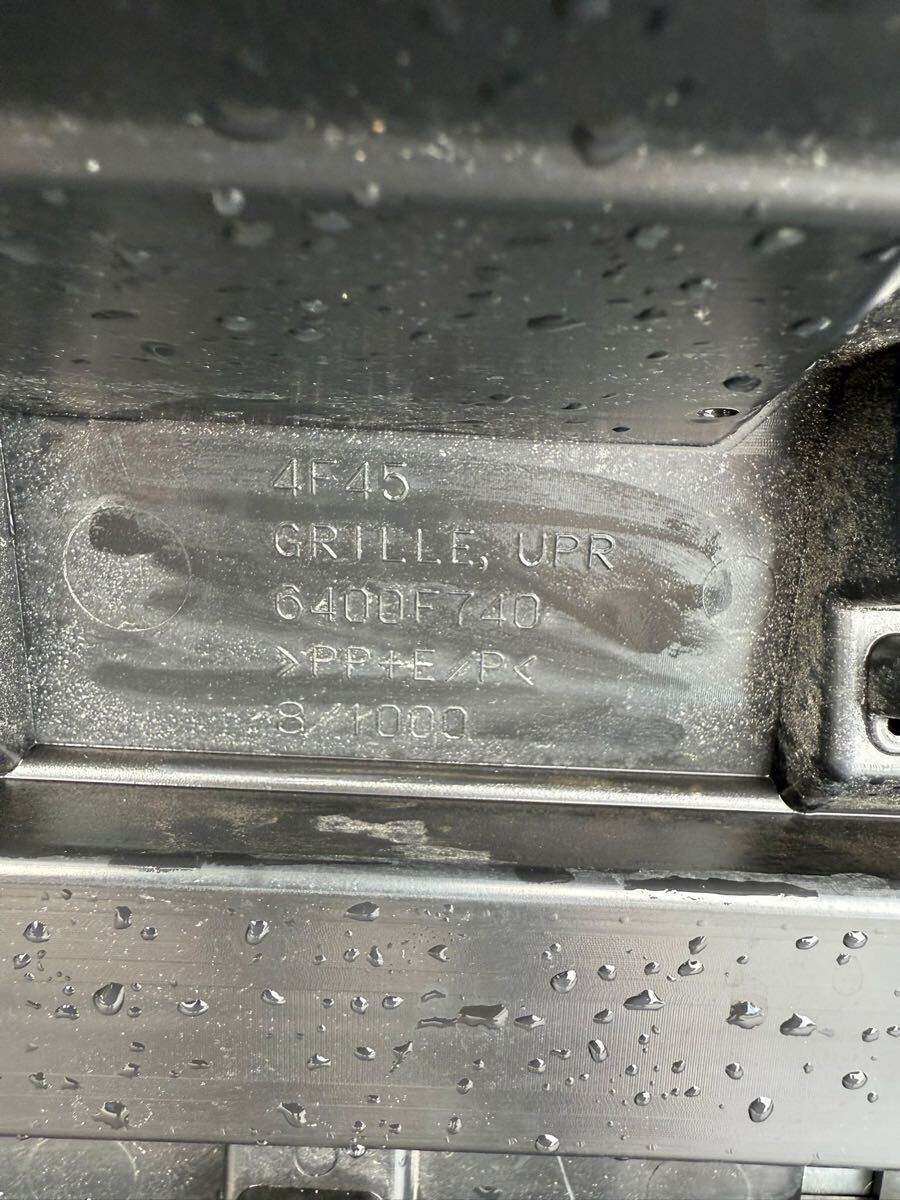 4F45
GRILLE, UPR
6400F740
>PP+E/P<
8/1000